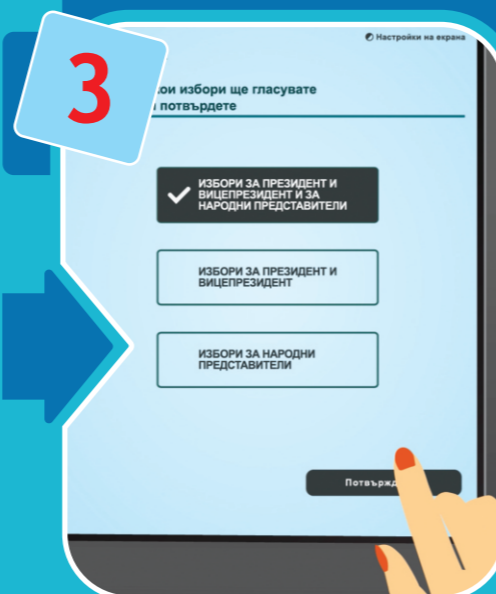 3
Настройки на екрана
кои избори ще гласувате
потвърдете
ИЗБОРИ ЗА ПРЕЗИДЕНТ И
ВИЦЕПРЕЗИДЕНТ И ЗА
НАРОДНИ ПРЕДСТАВИТЕЛИ
ИЗБОРИ ЗА ПРЕЗИДЕНТ И
ВИЦЕПРЕЗИДЕНТ
ИЗБОРИ ЗА НАРОДНИ
ПРЕДСТАВИТЕЛИ